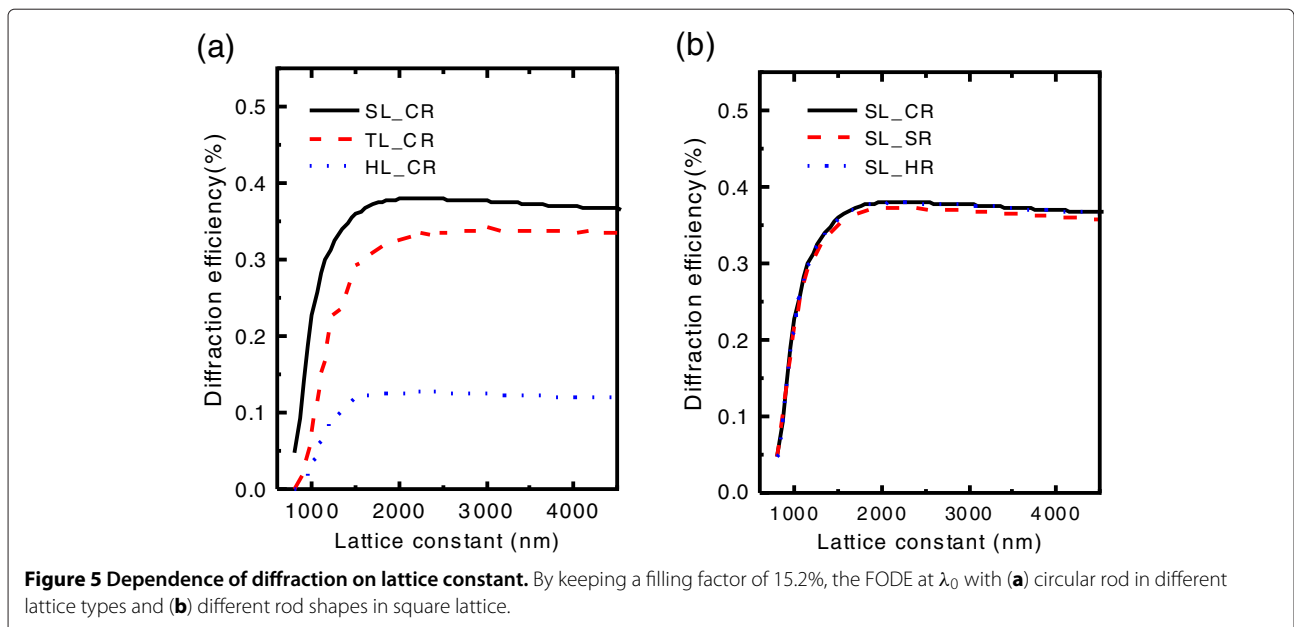 (a)
Diffraction efficiency(%)
0.5
0.4
0.3
0.2
0.1
0.0
SL_CR
TL_CR
HL_CR
1000 2000 3000 4000
Lattice constant (nm)
(b)
Diffraction efficiency(%)
0.5
0.4
0.3
0.2
0.1
0.0
SL_CR
SL_SR
SL_HR
1000 2000 3000 4000
Lattice constant (nm)
Figure 5 Dependence of diffraction on lattice constant. By keeping a filling factor of 15.2%, the FODE at λ0 with (a) circular rod in different
lattice types and (b) different rod shapes in square lattice.